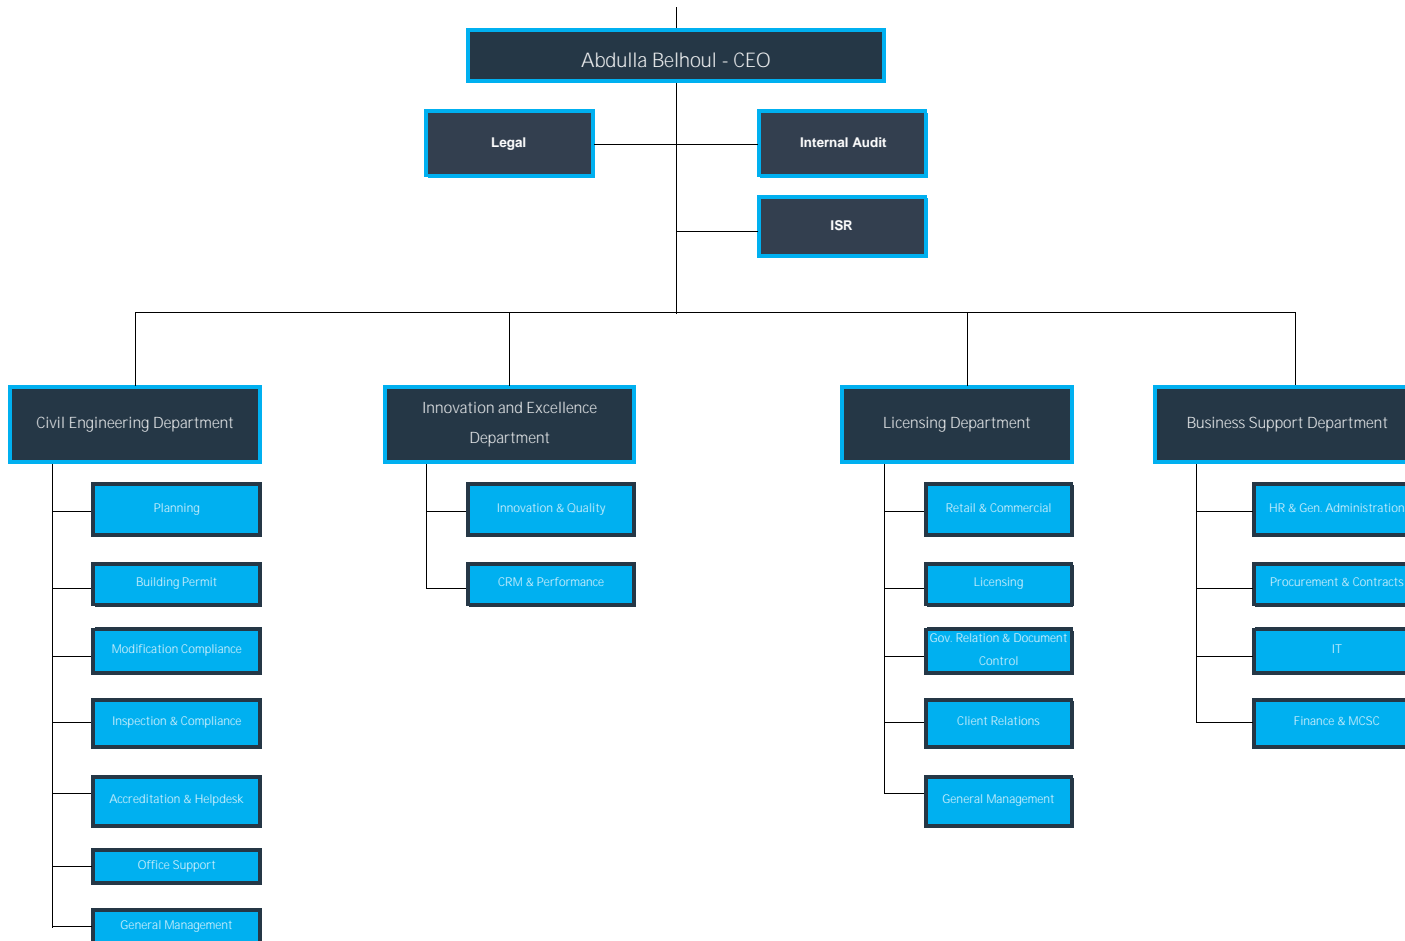 Abdulla Belhoul - CEO
Legal
Internal Audit
ISR
Civil Engineering Department
Innovation and Excellence
Department
Licensing Department
Business Support Department
Planning
Building Permit
Modification Compliance
Inspection & Compliance
Accreditation & Helpdesk
Office Support
General Management
Innovation & Quality
CRM & Performance
Retail & Commercial
Licensing
Gov. Relation & Document
Control
Client Relations
General Management
HR & Gen. Administration
Procurement & Contracts
IT
Finance & MCSC